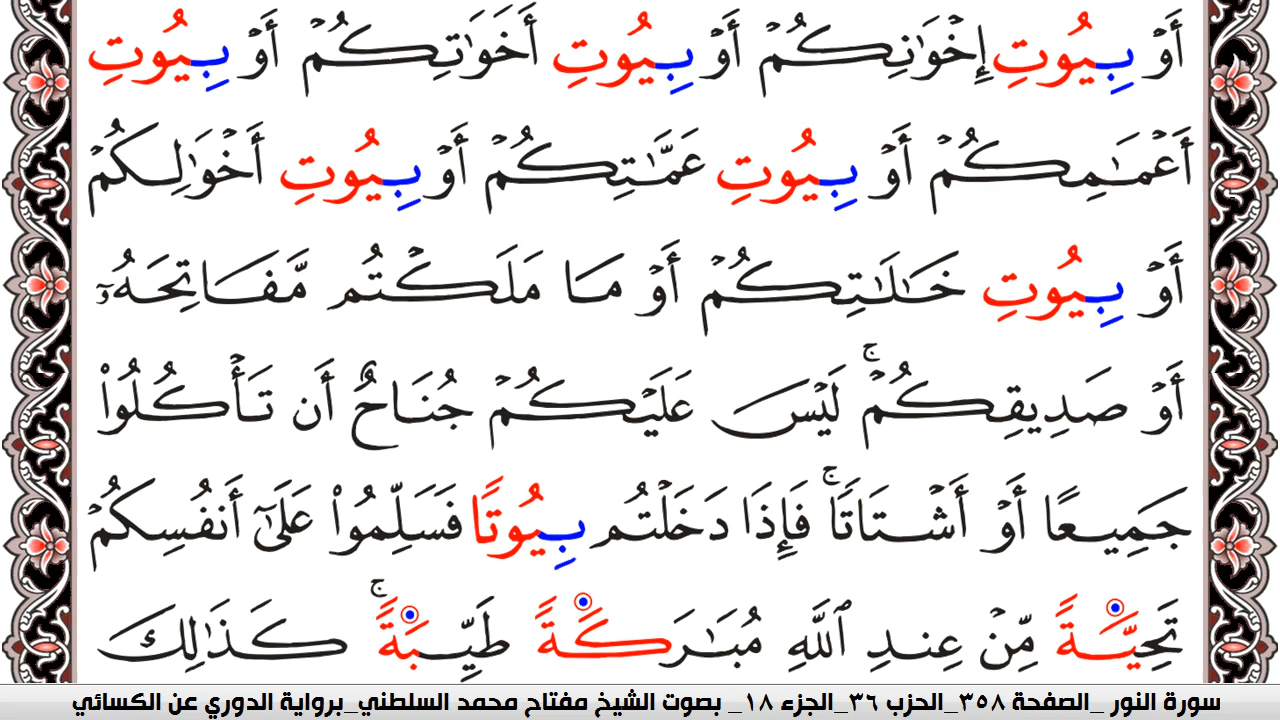 أَوۡ بِيُوتِ إِخۡوَٰنِكُمۡ أَوۡ بِيُوتِ أَخَوَٰتِكُمۡ أَوۡ بِيُوتِ
أَعۡمَٰمِكُمۡ أَوۡ بِيُوتِ عَمَّٰتِكُمۡ أَوۡ بِيُوتِ أَخۡوَٰلِكُمۡ
أَوۡ بِيُوتِ خَٰلَٰتِكُمۡ أَوۡ مَا مَلَكۡتُم مَّفَاتِحَهُۥٓ
أَوۡ صَدِيقِكُمۡۚ لَيۡسَ عَلَيۡكُمۡ جُنَاحٌ أَن تَأۡكُلُواْ
جَمِيعًا أَوۡ أَشۡتَاتًاۚ فَإِذَا دَخَلۡتُم بِيُوتًا فَسَلِّمُواْ عَلَىٰٓ أَنفُسِكُمۡ
تَحِيَّةً مِّنۡ عِندِ ٱللَّهِ مُبَٰرَكَةً طَيِّبَةًۚ كَذَٰلِكَ
سورة النور _الصفحة ٣٥٨_الحزب ٣٦_الجزء ١٨_ بصوت الشيخ مفتاح محمد السلطني_برواية الدوري عن الكسائي